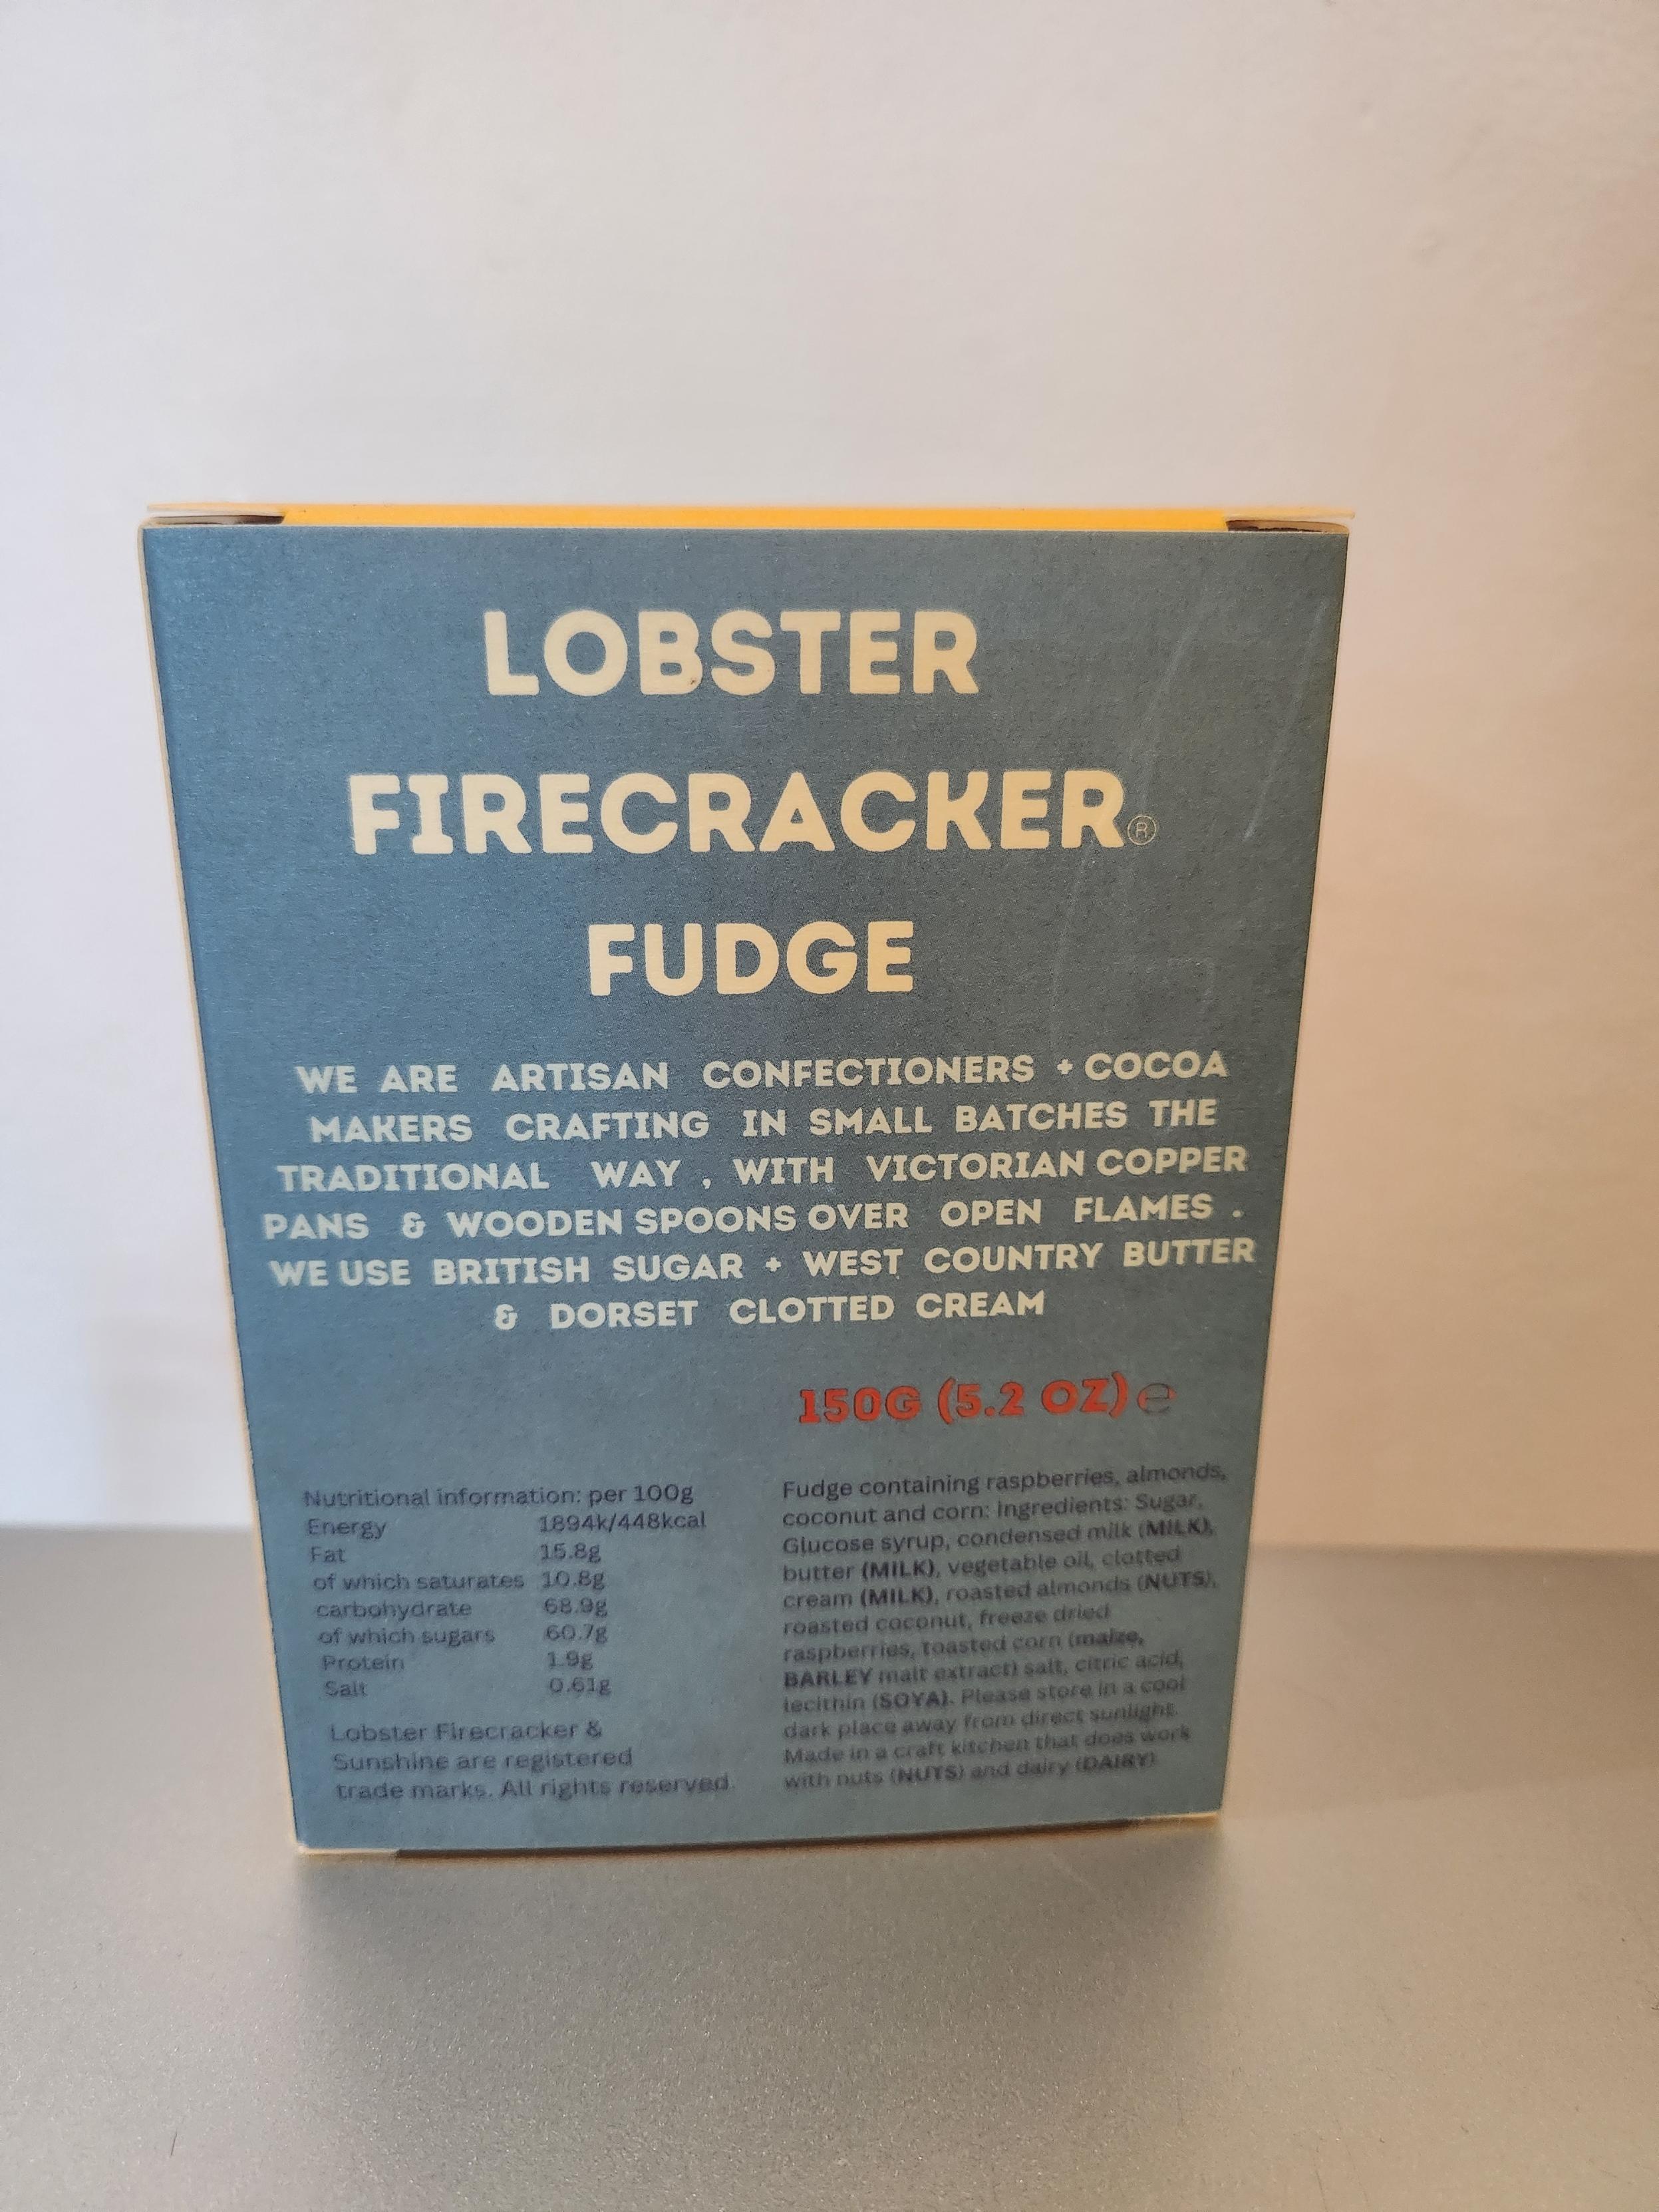 LOBSTER
FIRECRACKER®
FUDGE
WE ARE ARTISAN CONFECTIONERS + COCOA
MAKERS CRAFTING IN SMALL BATCHES THE
TRADITIONAL WAY , WITH VICTORIAN COPPER
PANS & WOODEN SPOONS OVER OPEN FLAMES .
WE USE BRITISH SUGAR + WEST COUNTRY BUTTER
& DORSET CLOTTED CREAM
150G (5.2 OZ) ℮
Nutritional information: per 100g
Energy 1894k/448kcal
Fat 15.8g
of which saturates 10.8g
carbohydrate 68.9g
of which sugars 60.7g
Protein 1.9g
Salt 0.61g
Lobster Firecracker &
Sunshine are registered
trade marks. All rights reserved.
Fudge containing raspberries, almonds,
coconut and corn: Ingredients: Sugar,
Glucose syrup, condensed milk (MILK),
butter (MILK), vegetable oil, clotted
cream (MILK), roasted almonds (NUTS),
roasted coconut, freeze dried
raspberries, toasted corn (maize,
BARLEY malt extract) salt, citric acid,
lecithin (SOYA). Please store in a cool
dark place away from direct sunlight.
Made in a craft kitchen that does work
with nuts (NUTS) and dairy (DAIRY)